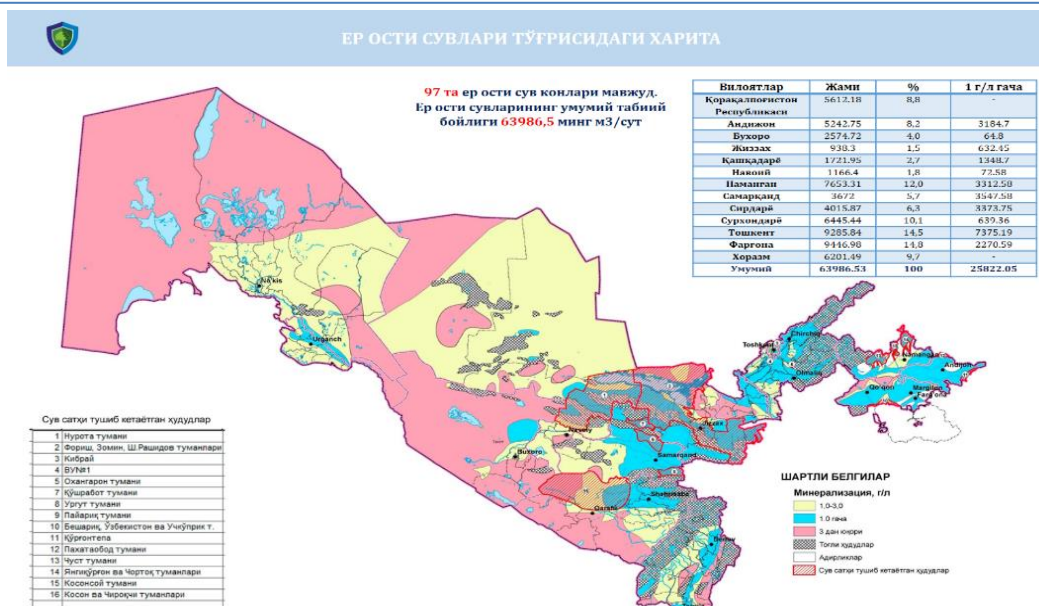 ЕР ОСТИ СУВЛАРИ ТЎҒРИСИДАГИ ХАРИТА
97 та ер ости сув конлари мавжуд.
Ер ости сувларининг умумий табиий
бойлиги 63986,5 минг м3/сут
Вилоятлар Жами % 1 г/л гача
Қорақалпоғистон Республикаси 5612.18 8,8 -
Андижон 5242.75 8,2 3184.7
Бухоро 2574.72 4,0 64.8
Жиззах 938.3 1,5 632.45
Қашқадарё 1721.95 2,7 1348.7
Навоий 1166.4 1,8 72.58
Наманган 7653.31 12,0 3312.58
Самарқанд 3672 5,7 3547.58
Сирдарё 4015.87 6,3 3373.75
Сурхондарё 6445.44 10,1 639.36
Тошкент 9285.84 14,5 7375.19
Фарғона 9446.98 14,8 2270.59
Хоразм 6201.49 9,7 -
Умумий 63986.53 100 25822.05
No'kis
Urganch
Toshkent
Chirchiq
Olmaliq
Namangan
Andijon
Qo'qon
Marg'ilon
Farg'ona
Navoiy
Jizzax
Buxoro
Samarqand
Shahrisabz
Qarshi
Сув сатҳи тушиб кетаётган ҳудудлар
1 Нурота тумани
2 Фориш, Зомин, Ш.Рашидов туманлари
3 Кибрай
4 BYN#1
5 Охангарон тумани
7 Қўшработ тумани
8 Ургут тумани
9 Пайариқ тумани
10 Бешариқ, Ўзбекистон ва Учкўприк т.
11 Қўрғонтепа
12 Пахатаобод тумани
13 Чуст тумани
14 Янгиқўрғон ва Чортоқ туманлари
15 Косонсой тумани
16 Косон ва Чироқчи туманлари
ШАРТЛИ БЕЛГИЛАР
Минерализация, г/л
1,0-3,0
1.0 гача
3 дан юқори
Тоғли ҳудудлар
Адирликлар
Сув сатҳи тушиб кетаётган ҳудудлар